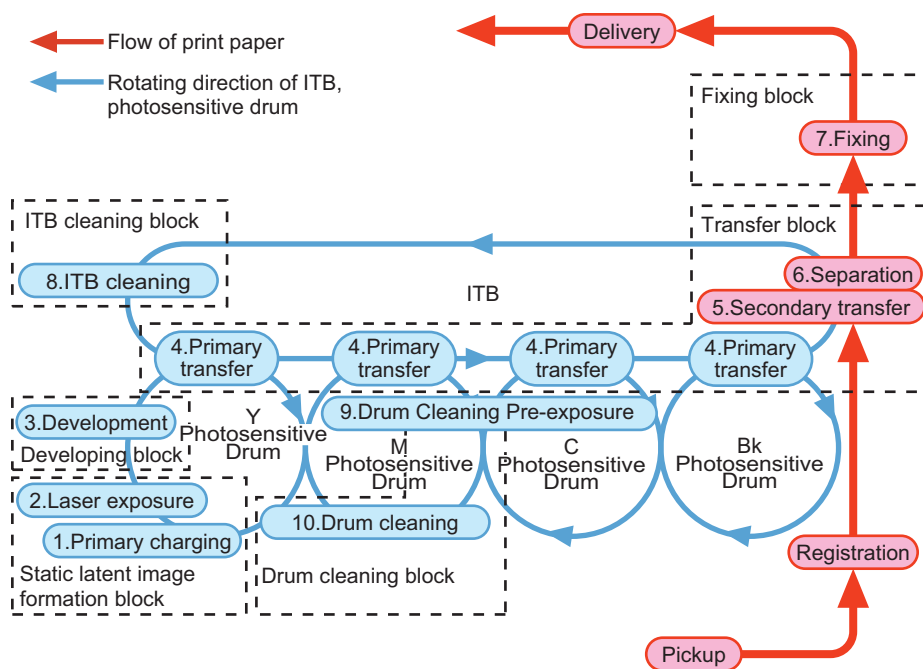 Flow of print paper
Rotating direction of ITB,
photosensitive drum
Delivery
Fixing block
7.Fixing
ITB cleaning block
8.ITB cleaning
ITB
Transfer block
6.Separation
5.Secondary transfer
4.Primary
transfer
4.Primary
transfer
4.Primary
transfer
4.Primary
transfer
3.Development
Developing block
Y
Photosensitive
Drum
9.Drum Cleaning Pre-exposure
M
Photosensitive
Drum
C
Photosensitive
Drum
Bk
Photosensitive
Drum
2.Laser exposure
1.Primary charging
Static latent image
formation block
10.Drum cleaning
Drum cleaning block
Registration
Pickup